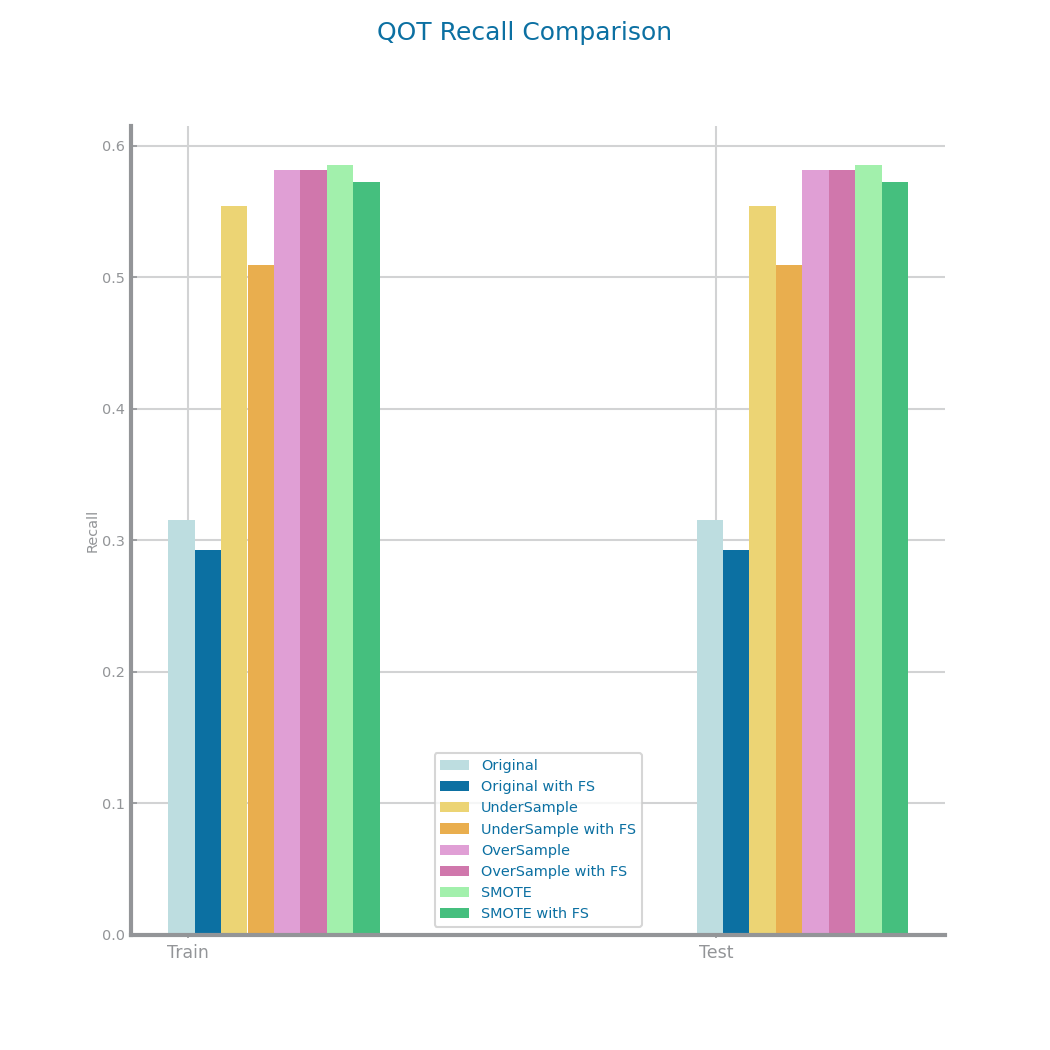 QOT Recall Comparison
0.6
0.5
0.4
0.3
0.2
0.1
0.0
Recall
Original
Original with FS
UnderSample
UnderSample with FS
OverSample
OverSample with FS
SMOTE
SMOTE with FS
Train
Test